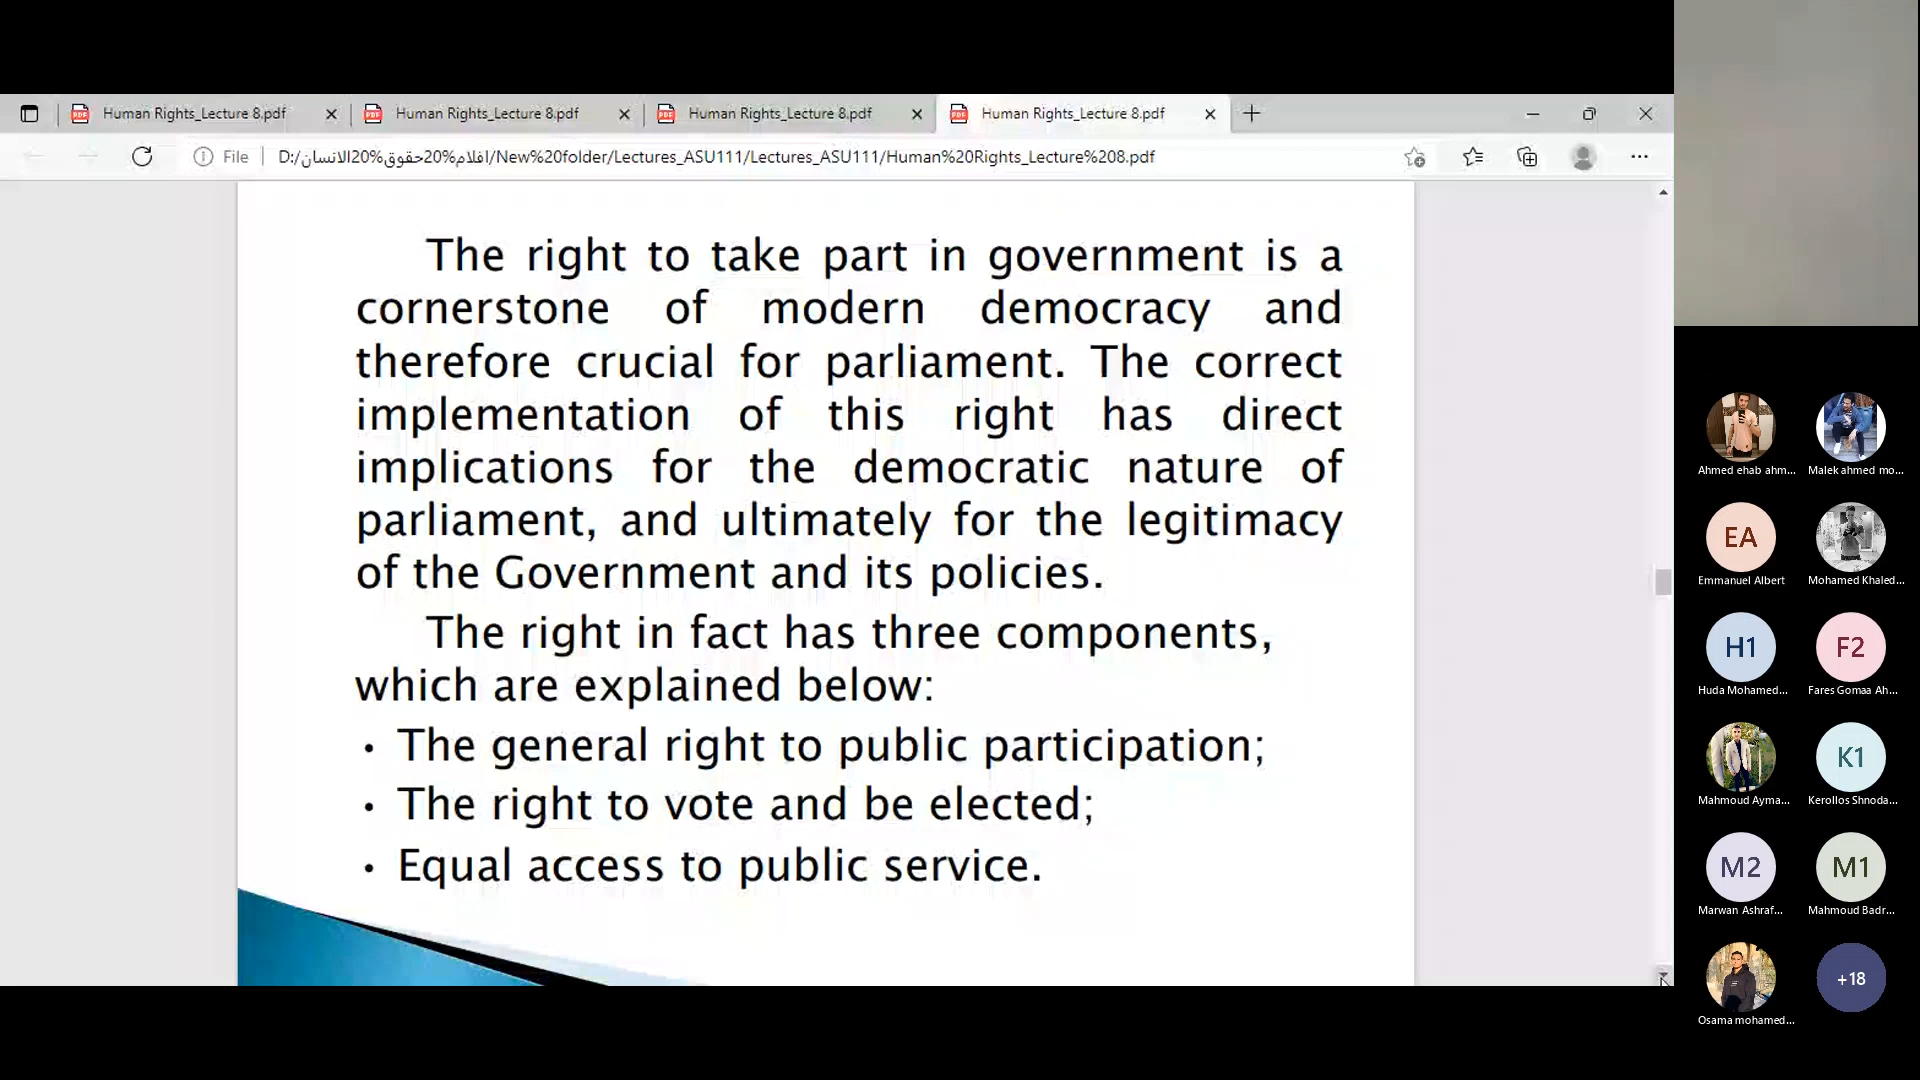 Human Rights_Lecture 8.pdf
Human Rights_Lecture 8.pdf
Human Rights_Lecture 8.pdf
Human Rights_Lecture 8.pdf
File
D:/افلام%20حقوق%20الانسان/New%20folder/Lectures_ASU111/Lectures_ASU111/Human%20Rights_Lecture%208.pdf
The right to take part in government is a
cornerstone of modern democracy and
therefore crucial for parliament. The correct
implementation of this right has direct
implications for the democratic nature of
parliament, and ultimately for the legitimacy
of the Government and its policies.
The right in fact has three components,
which are explained below:
• The general right to public participation;
• The right to vote and be elected;
• Equal access to public service.
Ahmed ehab ahm...
Malek ahmed mo...
EA
Emmanuel Albert
Mohamed Khaled...
H1
Huda Mohamed...
F2
Fares Gomaa Ah...
Mahmoud Ayma...
K1
Kerollos Shnoda...
M2
Marwan Ashraf...
M1
Mahmoud Badr...
Osama mohamed...
+18